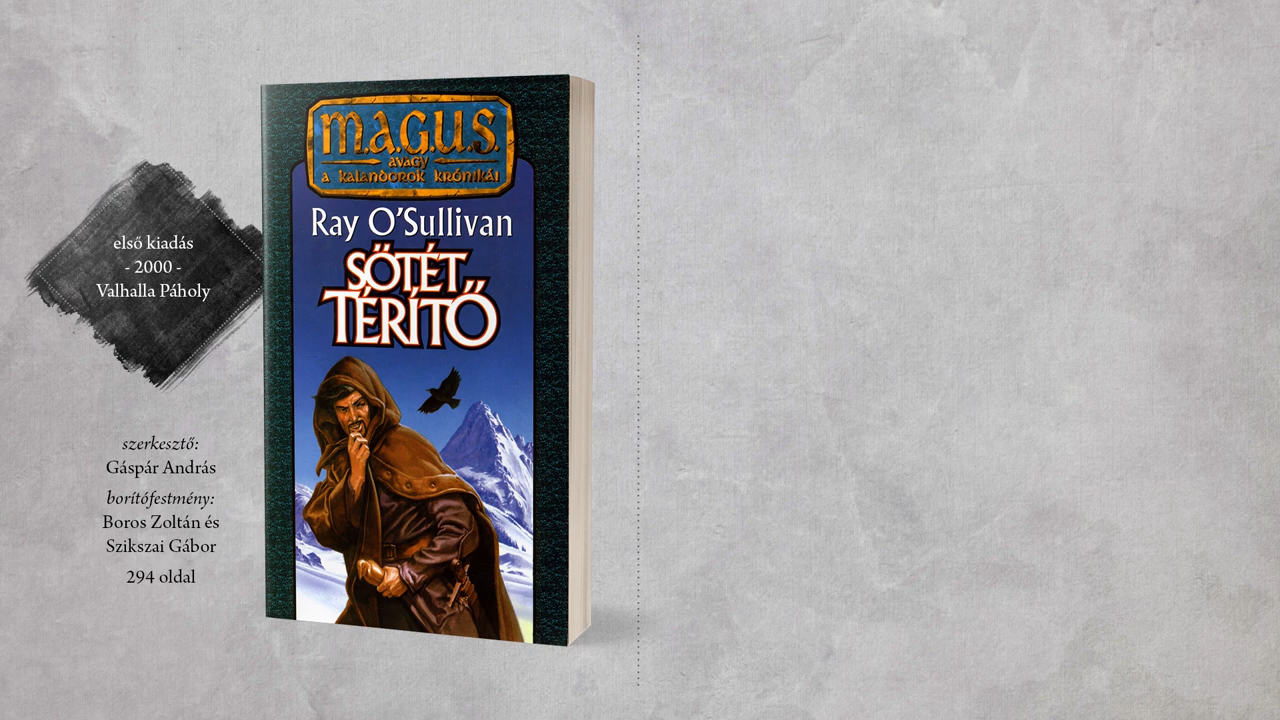 M.A.G.U.S.
avagy
a kalandorok krónikái
Ray O'Sullivan
SÖTÉT
TÉRÍTŐ
első kiadás
- 2000 -
Valhalla Páholy
szerkesztő:
Gáspár András
borítófestmény:
Boros Zoltán és
Szikszai Gábor
294 oldal